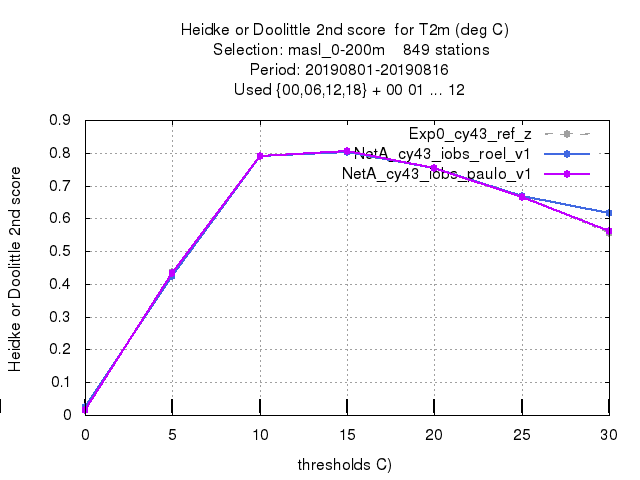 Heidke or Doolittle 2nd score  for T2m (deg C)
Selection: masl_0-200m    849 stations
Period: 20190801-20190816
Used {00,06,12,18} + 00 01 ... 12
Heidke or Doolittle 2nd score
0.9
0.8
0.7
0.6
0.5
0.4
0.3
0.2
0.1
0
Exp0_cy43_ref_z
NetA_cy43_iobs_roel_v1
NetA_cy43_iobs_paulo_v1
0 5 10 15 20 25 30
thresholds C)